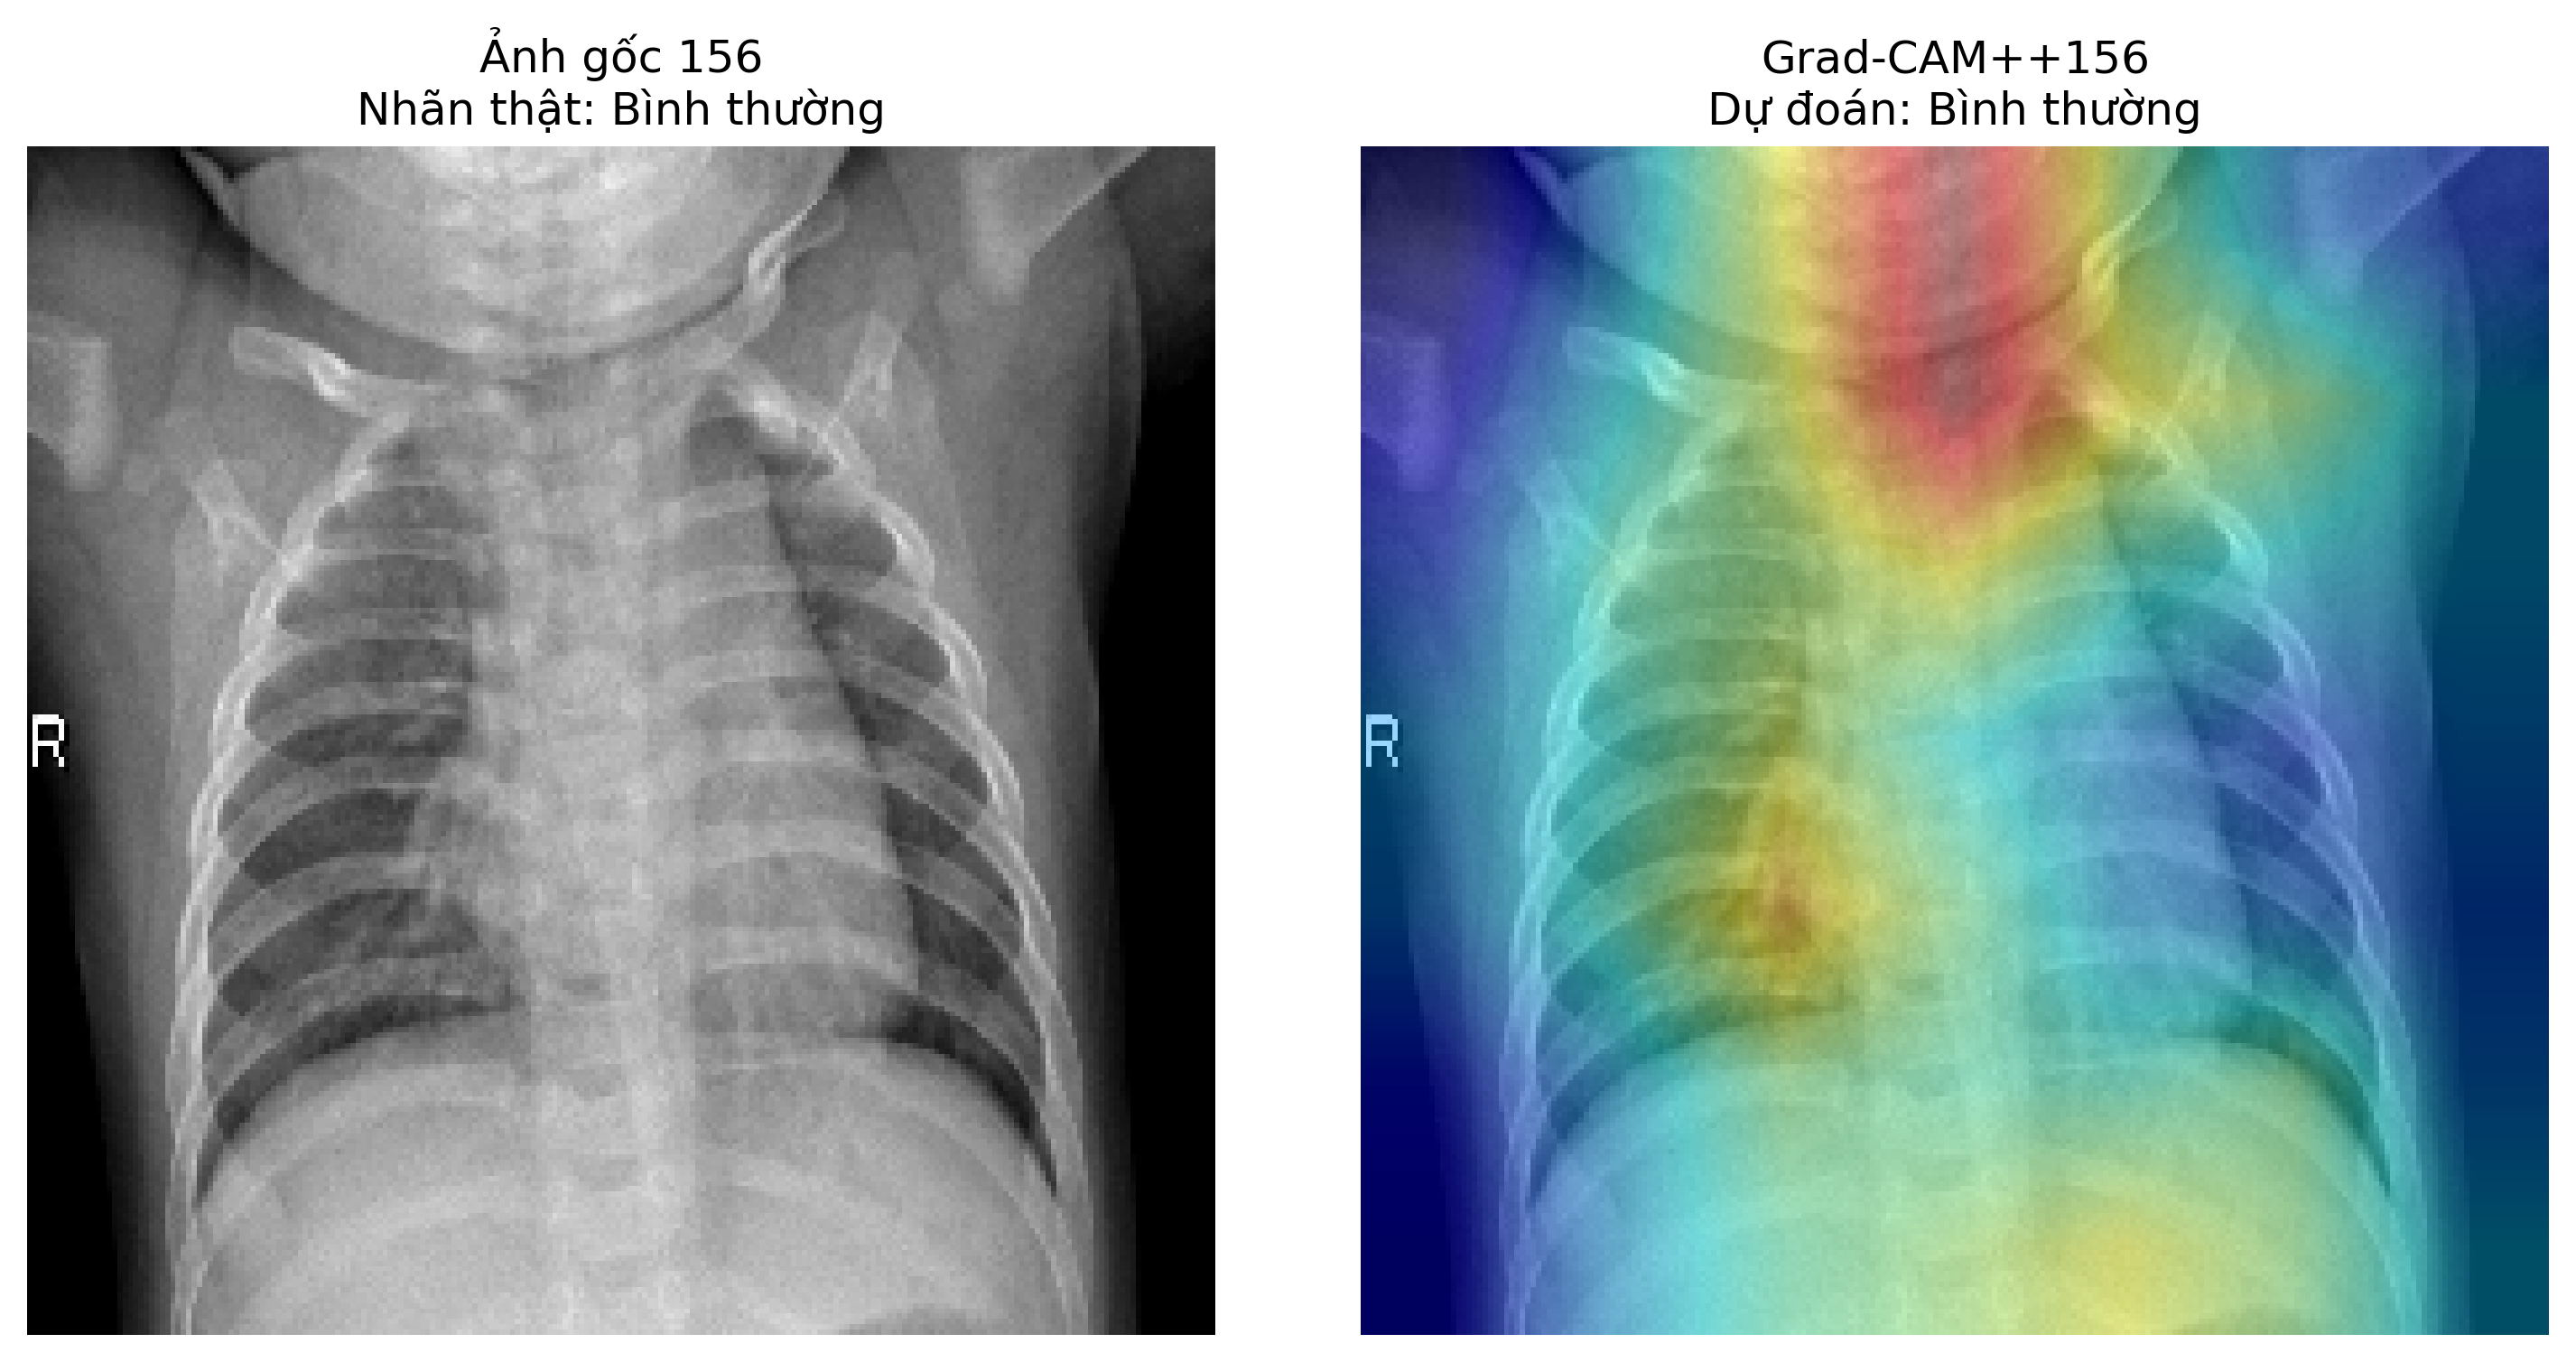 Ảnh gốc 156
Nhãn thật: Bình thường
Grad-CAM++156
Dự đoán: Bình thường
R
R